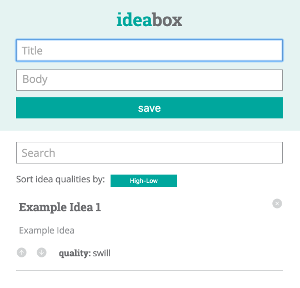 ideabox
Title
Body
save
Search
Sort idea qualities by: High-Low
Example Idea 1
Example Idea
quality: swill